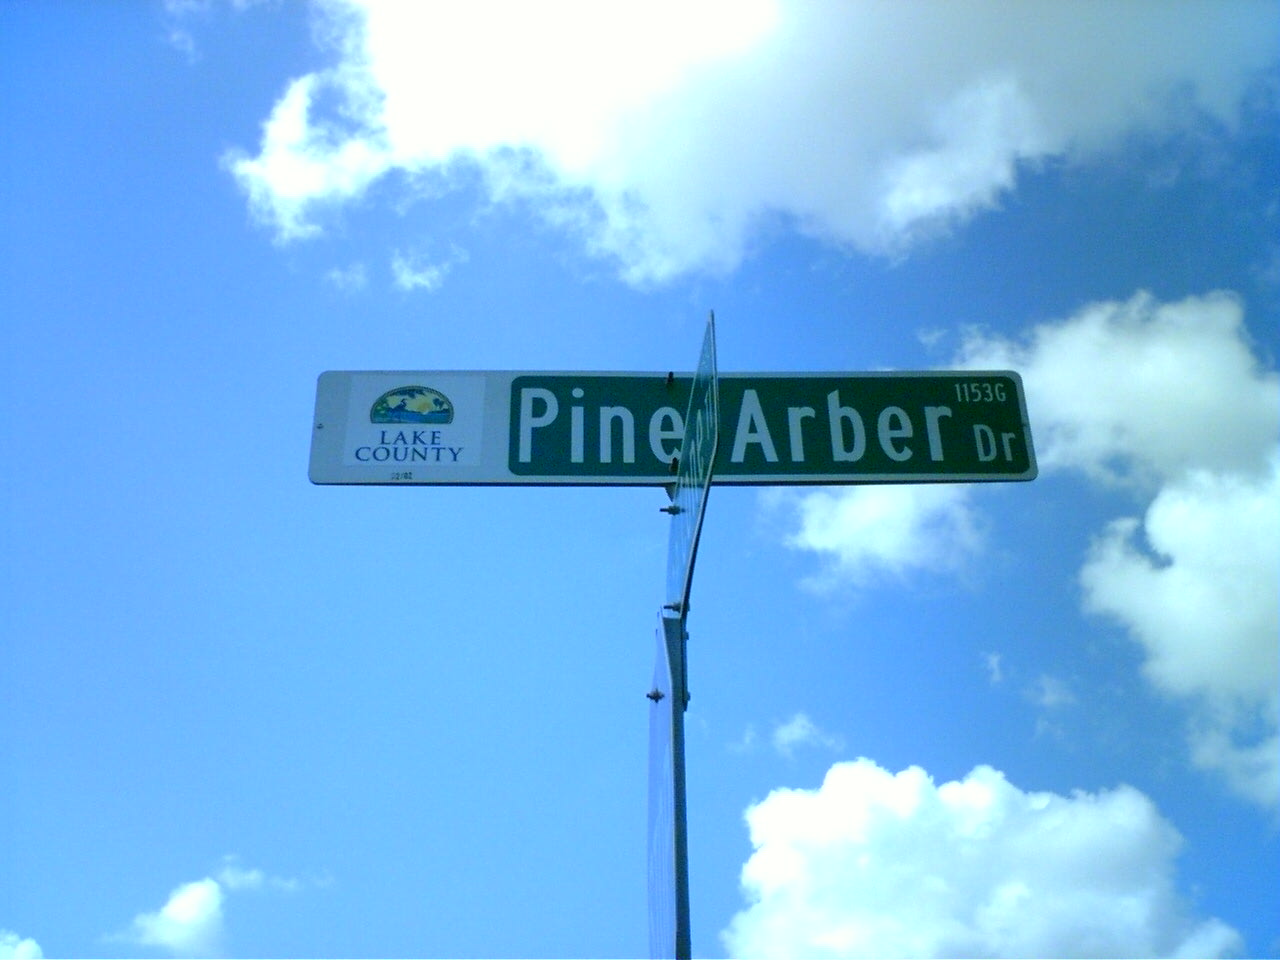 LAKE
COUNTY
Pine Arber Dr
1153G